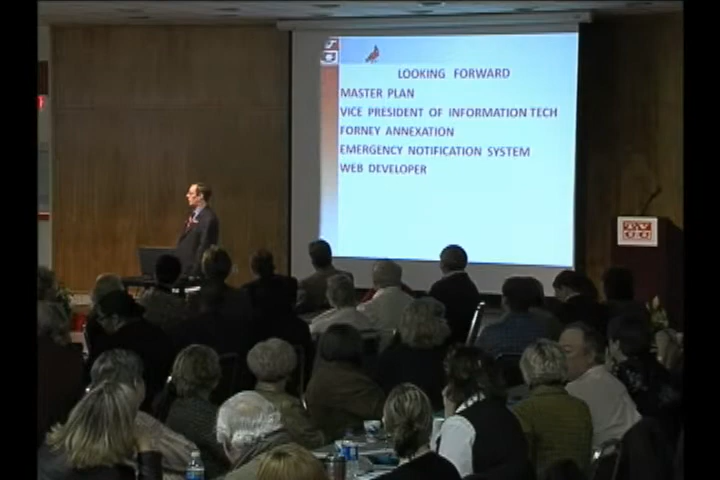 LOOKING FORWARD
MASTER PLAN
VICE PRESIDENT OF INFORMATION TECH
FORNEY ANNEXATION
EMERGENCY NOTIFICATION SYSTEM
WEB DEVELOPER